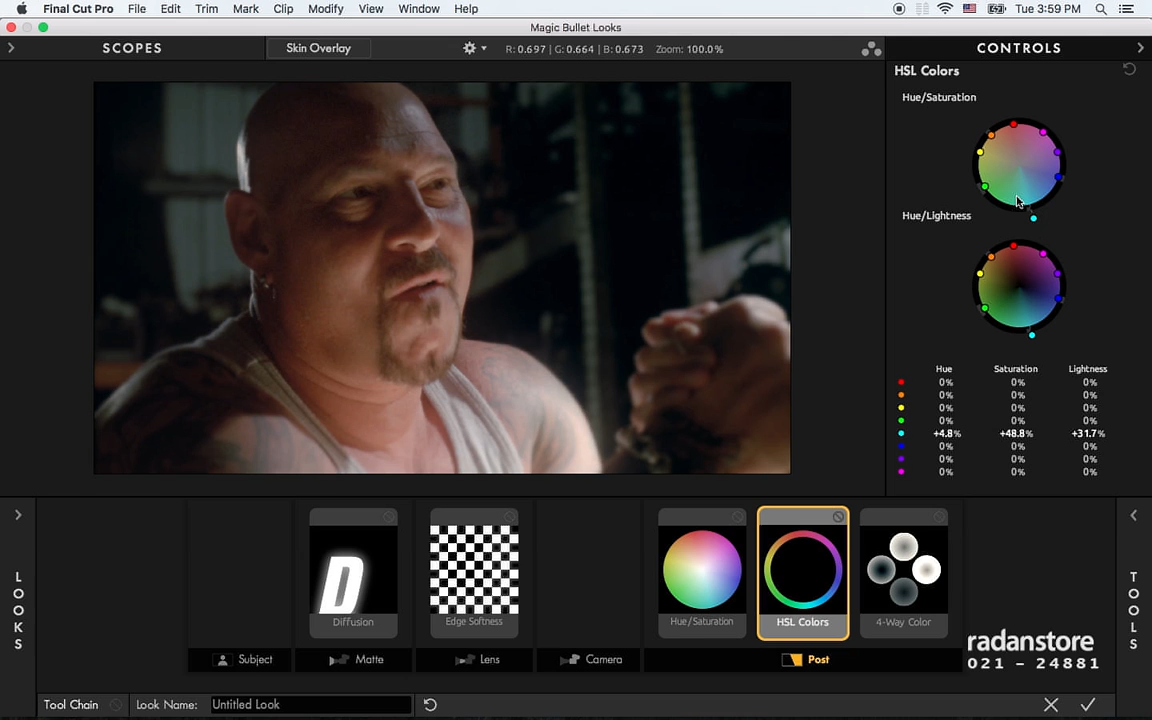 Final Cut Pro File Edit Trim Mark Clip Modify View Window Help Tue 3:59 PM
Magic Bullet Looks
SCOPES Skin Overlay R: 0.697 | G: 0.664 | B: 0.673 Zoom: 100.0% CONTROLS
HSL Colors
Hue/Saturation
Hue/Lightness
Hue Saturation Lightness
0% 0% 0%
0% 0% 0%
0% 0% 0%
0% 0% 0%
+4.8% +48.8% +31.7%
0% 0% 0%
0% 0% 0%
0% 0% 0%
LOOKS
D
Diffusion Edge Softness Hue/Saturation HSL Colors 4-Way Color
TOOLS
Subject Matte Lens Camera Post
radanstore
021 - 24881
Tool Chain Look Name: Untitled Look